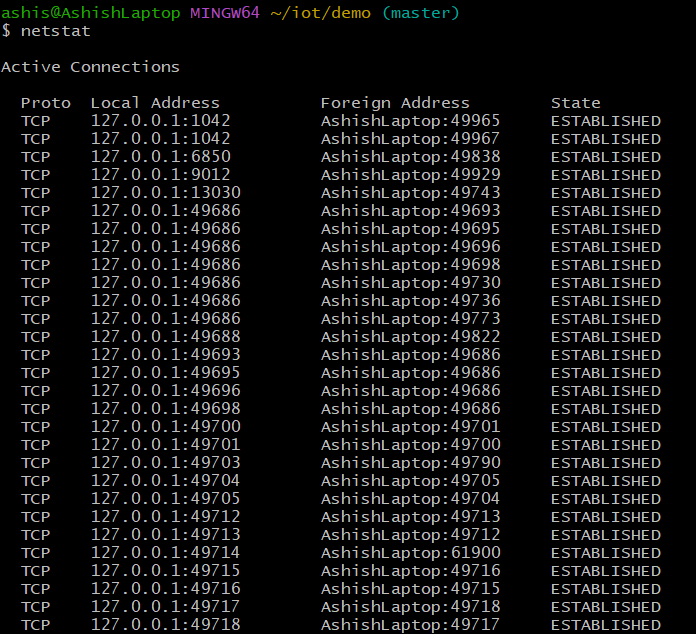 ashis@AshishLaptop MINGW64 ~/iot/demo (master)
$ netstat
Active Connections
Proto Local Address Foreign Address State
TCP 127.0.0.1:1042 AshishLaptop:49965 ESTABLISHED
TCP 127.0.0.1:1042 AshishLaptop:49967 ESTABLISHED
TCP 127.0.0.1:6850 AshishLaptop:49838 ESTABLISHED
TCP 127.0.0.1:9012 AshishLaptop:49929 ESTABLISHED
TCP 127.0.0.1:13030 AshishLaptop:49743 ESTABLISHED
TCP 127.0.0.1:49686 AshishLaptop:49693 ESTABLISHED
TCP 127.0.0.1:49686 AshishLaptop:49695 ESTABLISHED
TCP 127.0.0.1:49686 AshishLaptop:49696 ESTABLISHED
TCP 127.0.0.1:49686 AshishLaptop:49698 ESTABLISHED
TCP 127.0.0.1:49686 AshishLaptop:49730 ESTABLISHED
TCP 127.0.0.1:49686 AshishLaptop:49736 ESTABLISHED
TCP 127.0.0.1:49686 AshishLaptop:49773 ESTABLISHED
TCP 127.0.0.1:49688 AshishLaptop:49822 ESTABLISHED
TCP 127.0.0.1:49693 AshishLaptop:49686 ESTABLISHED
TCP 127.0.0.1:49695 AshishLaptop:49686 ESTABLISHED
TCP 127.0.0.1:49696 AshishLaptop:49686 ESTABLISHED
TCP 127.0.0.1:49698 AshishLaptop:49686 ESTABLISHED
TCP 127.0.0.1:49700 AshishLaptop:49701 ESTABLISHED
TCP 127.0.0.1:49701 AshishLaptop:49700 ESTABLISHED
TCP 127.0.0.1:49703 AshishLaptop:49790 ESTABLISHED
TCP 127.0.0.1:49704 AshishLaptop:49705 ESTABLISHED
TCP 127.0.0.1:49705 AshishLaptop:49704 ESTABLISHED
TCP 127.0.0.1:49712 AshishLaptop:49713 ESTABLISHED
TCP 127.0.0.1:49713 AshishLaptop:49712 ESTABLISHED
TCP 127.0.0.1:49714 AshishLaptop:61900 ESTABLISHED
TCP 127.0.0.1:49715 AshishLaptop:49716 ESTABLISHED
TCP 127.0.0.1:49716 AshishLaptop:49715 ESTABLISHED
TCP 127.0.0.1:49717 AshishLaptop:49718 ESTABLISHED
TCP 127.0.0.1:49718 AshishLaptop:49717 ESTABLISHED